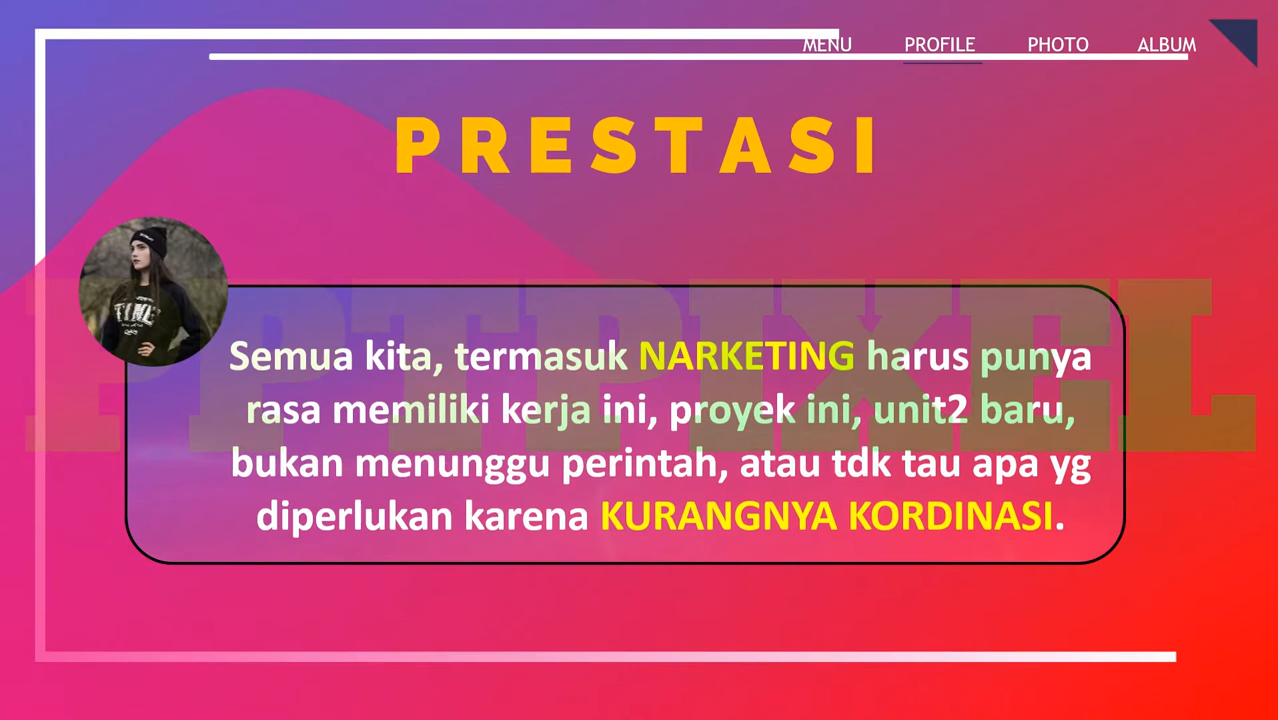 MENU PROFILE PHOTO ALBUM
PRESTASI
PPTPIXEL
Semua kita, termasuk NARKETING harus punya
rasa memiliki kerja ini, proyek ini, unit2 baru,
bukan menunggu perintah, atau tdk tau apa yg
diperlukan karena KURANGNYA KORDINASI.